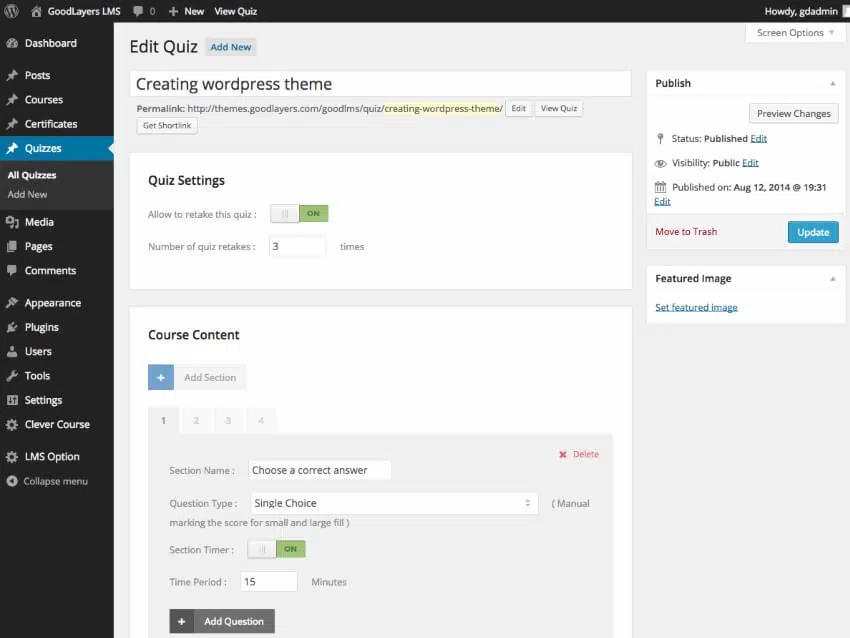 GoodLayers LMS 0 New View Quiz Howdy, gdadmin
Dashboard
Posts
Courses
Certificates
Quizzes
All Quizzes
Add New
Media
Pages
Comments
Appearance
Plugins
Users
Tools
Settings
Clever Course
LMS Option
Collapse menu
Screen Options
Edit Quiz Add New
Creating wordpress theme
Permalink: http://themes.goodlayers.com/goodlms/quiz/creating-wordpress-theme/ Edit View Quiz
Get Shortlink
Quiz Settings
Allow to retake this quiz : ON
Number of quiz retakes : 3 times
Course Content
+ Add Section
1 2 3 4
Delete
Section Name : Choose a correct answer
Question Type : Single Choice ( Manual
marking the score for small and large fill )
Section Timer : ON
Time Period : 15 Minutes
+ Add Question
Publish
Preview Changes
Status: Published Edit
Visibility: Public Edit
Published on: Aug 12, 2014 @ 19:31
Edit
Move to Trash Update
Featured Image
Set featured image